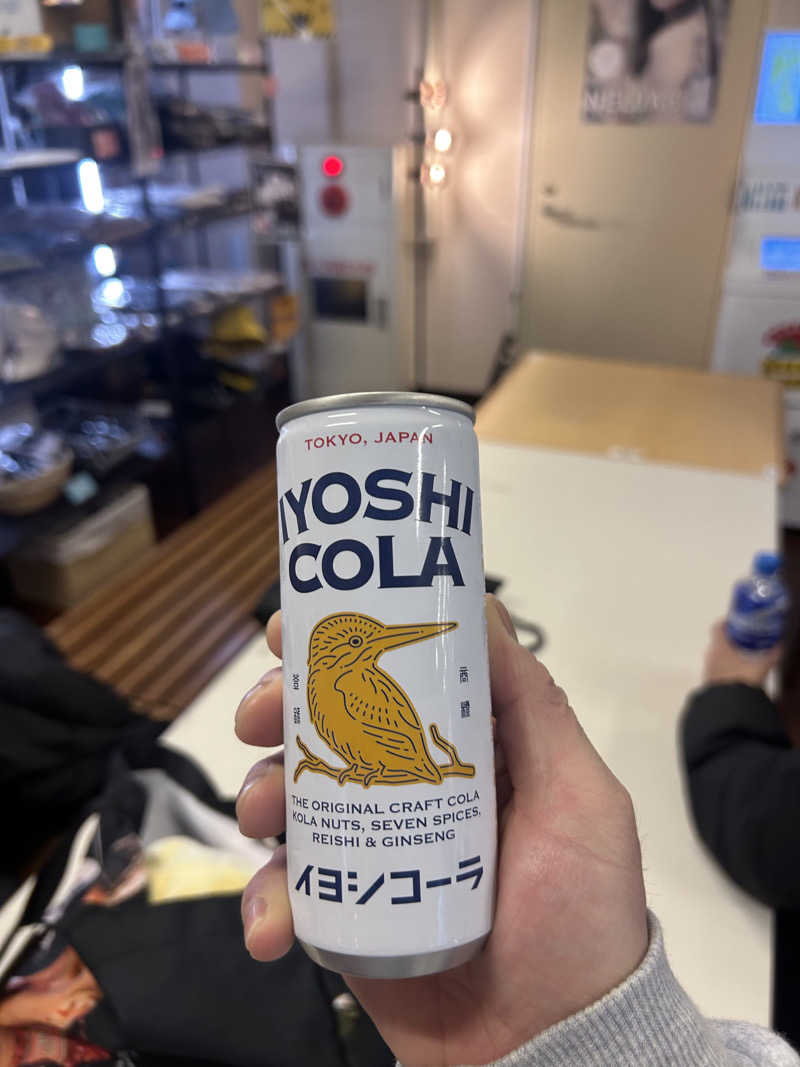 TOKYO, JAPAN
IYOSHI
COLA
THE ORIGINAL CRAFT COLA
KOLA NUTS, SEVEN SPICES,
REISHI & GINSENG
イヨシコーラ